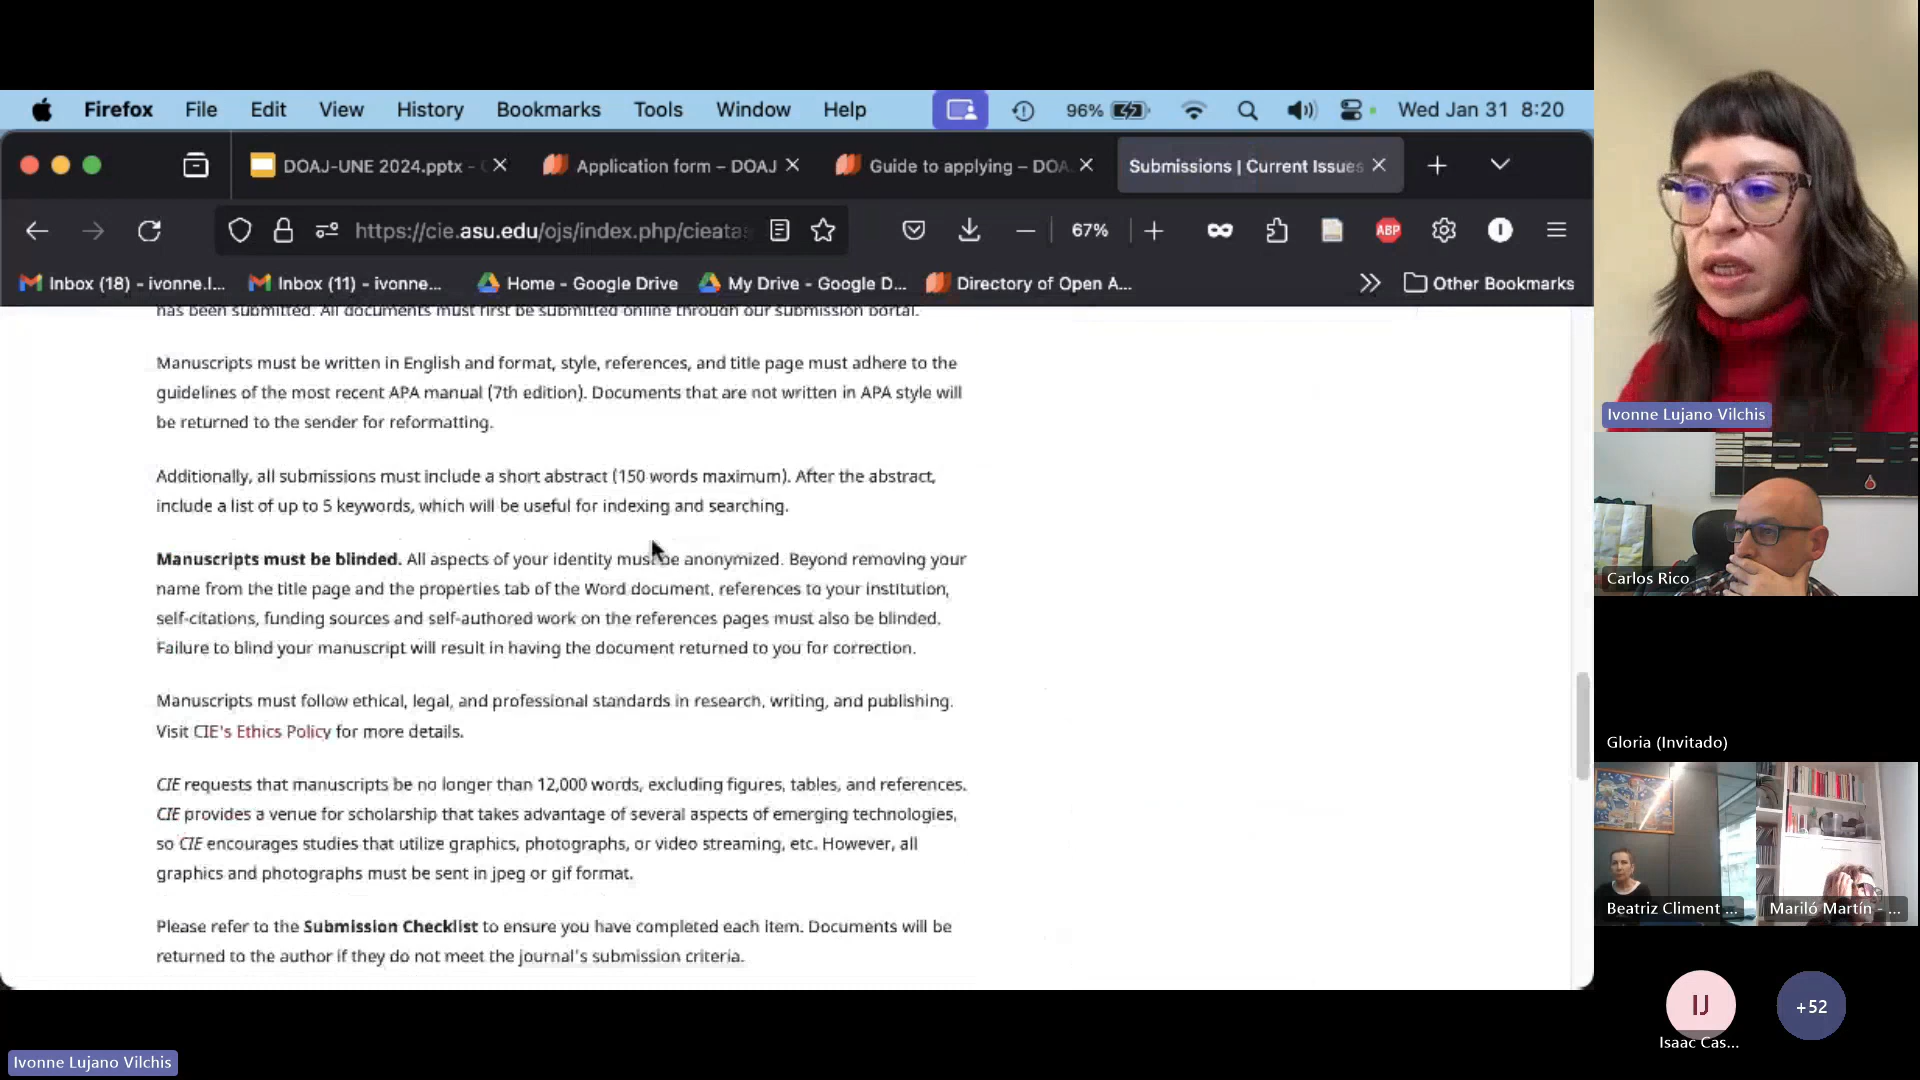 Firefox File Edit View History Bookmarks Tools Window Help 96% Wed Jan 31 8:20
DOAJ-UNE 2024.pptx - Application form – DOAJ Guide to applying – DOA Submissions | Current Issues
https://cie.asu.edu/ojs/index.php/cieatas 67% ABP I
Inbox (18) - ivonne.l... Inbox (11) - ivonne... Home - Google Drive My Drive - Google D... Directory of Open A... Other Bookmarks
has been submitted. All documents must first be submitted online through our submission portal.
Manuscripts must be written in English and format, style, references, and title page must adhere to the
guidelines of the most recent APA manual (7th edition). Documents that are not written in APA style will
be returned to the sender for reformatting.
Additionally, all submissions must include a short abstract (150 words maximum). After the abstract,
include a list of up to 5 keywords, which will be useful for indexing and searching.
Manuscripts must be blinded. All aspects of your identity must be anonymized. Beyond removing your
name from the title page and the properties tab of the Word document, references to your institution,
self-citations, funding sources and self-authored work on the references pages must also be blinded.
Failure to blind your manuscript will result in having the document returned to you for correction.
Manuscripts must follow ethical, legal, and professional standards in research, writing, and publishing.
Visit CIE's Ethics Policy for more details.
CIE requests that manuscripts be no longer than 12,000 words, excluding figures, tables, and references.
CIE provides a venue for scholarship that takes advantage of several aspects of emerging technologies,
so CIE encourages studies that utilize graphics, photographs, or video streaming, etc. However, all
graphics and photographs must be sent in jpeg or gif format.
Please refer to the Submission Checklist to ensure you have completed each item. Documents will be
returned to the author if they do not meet the journal's submission criteria.
Ivonne Lujano Vilchis
Carlos Rico
Gloria (Invitado)
Beatriz Climent ...
Mariló Martín - ...
IJ
+52
Isaac Cas...
Ivonne Lujano Vilchis